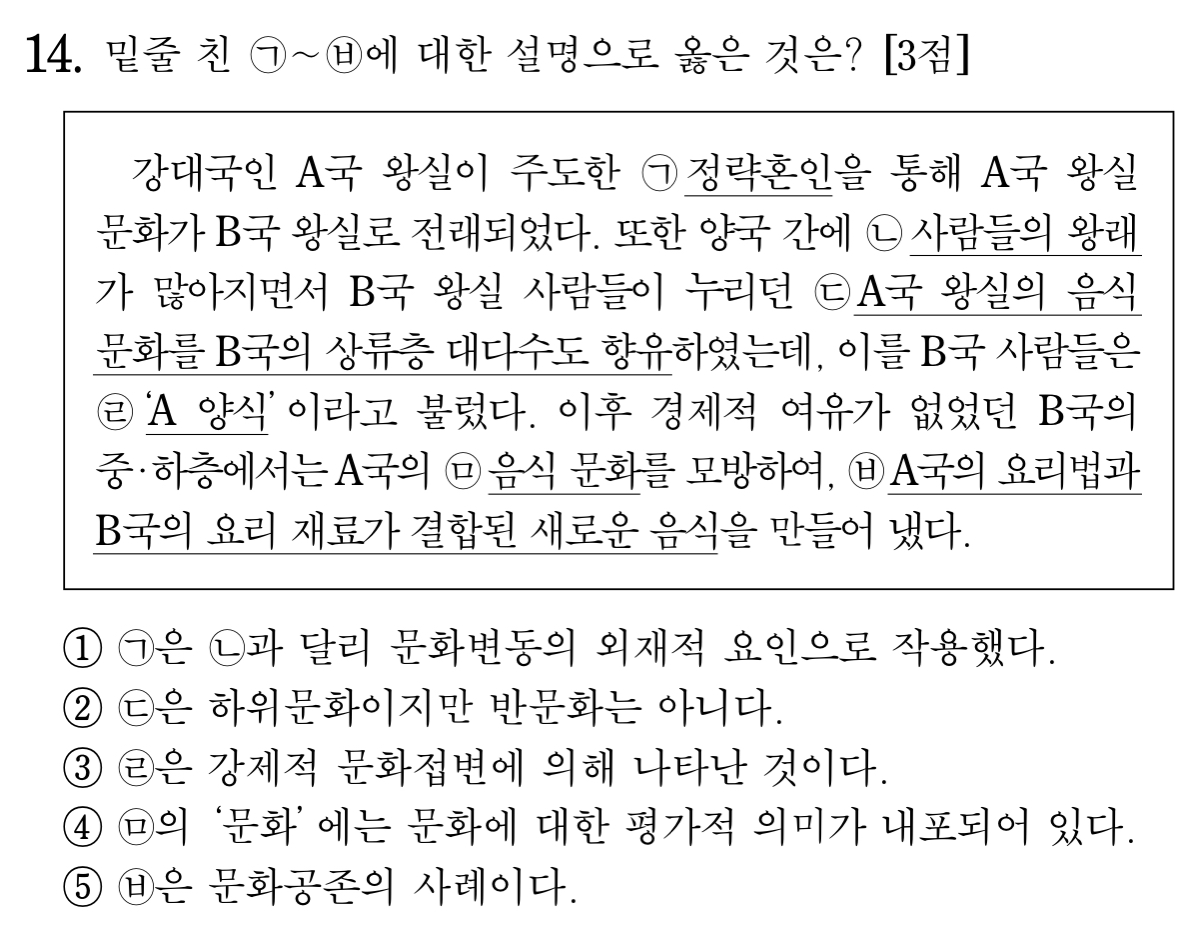 14. 밑줄 친 ㉠~㉥에 대한 설명으로 옳은 것은? [3점]
강대국인 A국 왕실이 주도한 ㉠정략혼인을 통해 A국 왕실
문화가 B국 왕실로 전래되었다. 또한 양국 간에 ㉡사람들의 왕래
가 많아지면서 B국 왕실 사람들이 누리던 ㉢A국 왕실의 음식
문화를 B국의 상류층 대다수도 향유하였는데, 이를 B국 사람들은
㉣‘A 양식’이라고 불렀다. 이후 경제적 여유가 없었던 B국의
중·하층에서는 A국의 ㉤음식 문화를 모방하여, ㉥A국의 요리법과
B국의 요리 재료가 결합된 새로운 음식을 만들어 냈다.
① ㉠은 ㉡과 달리 문화변동의 외재적 요인으로 작용했다.
② ㉢은 하위문화이지만 반문화는 아니다.
③ ㉣은 강제적 문화접변에 의해 나타난 것이다.
④ ㉤의 ‘문화’에는 문화에 대한 평가적 의미가 내포되어 있다.
⑤ ㉥은 문화공존의 사례이다.